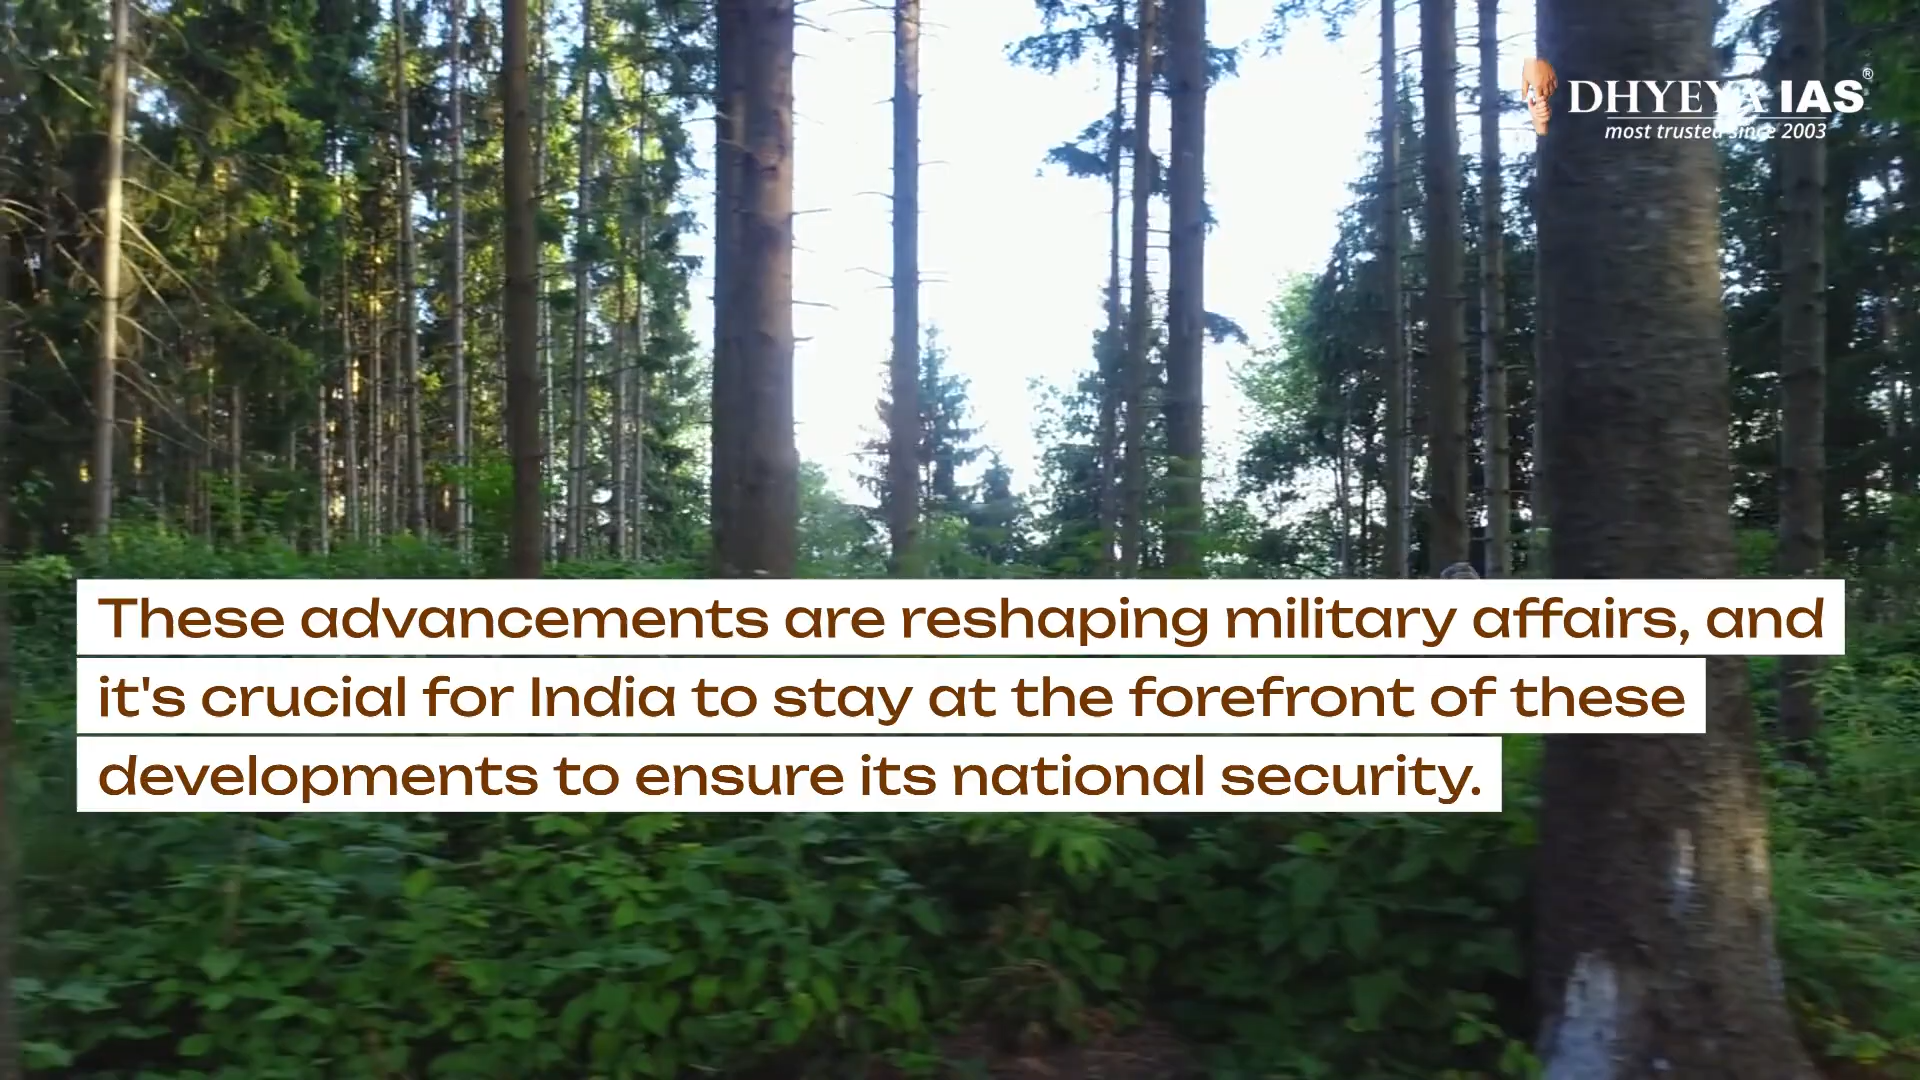 DHYEYA IAS®
most trusted since 2003
These advancements are reshaping military affairs, and
it's crucial for India to stay at the forefront of these
developments to ensure its national security.